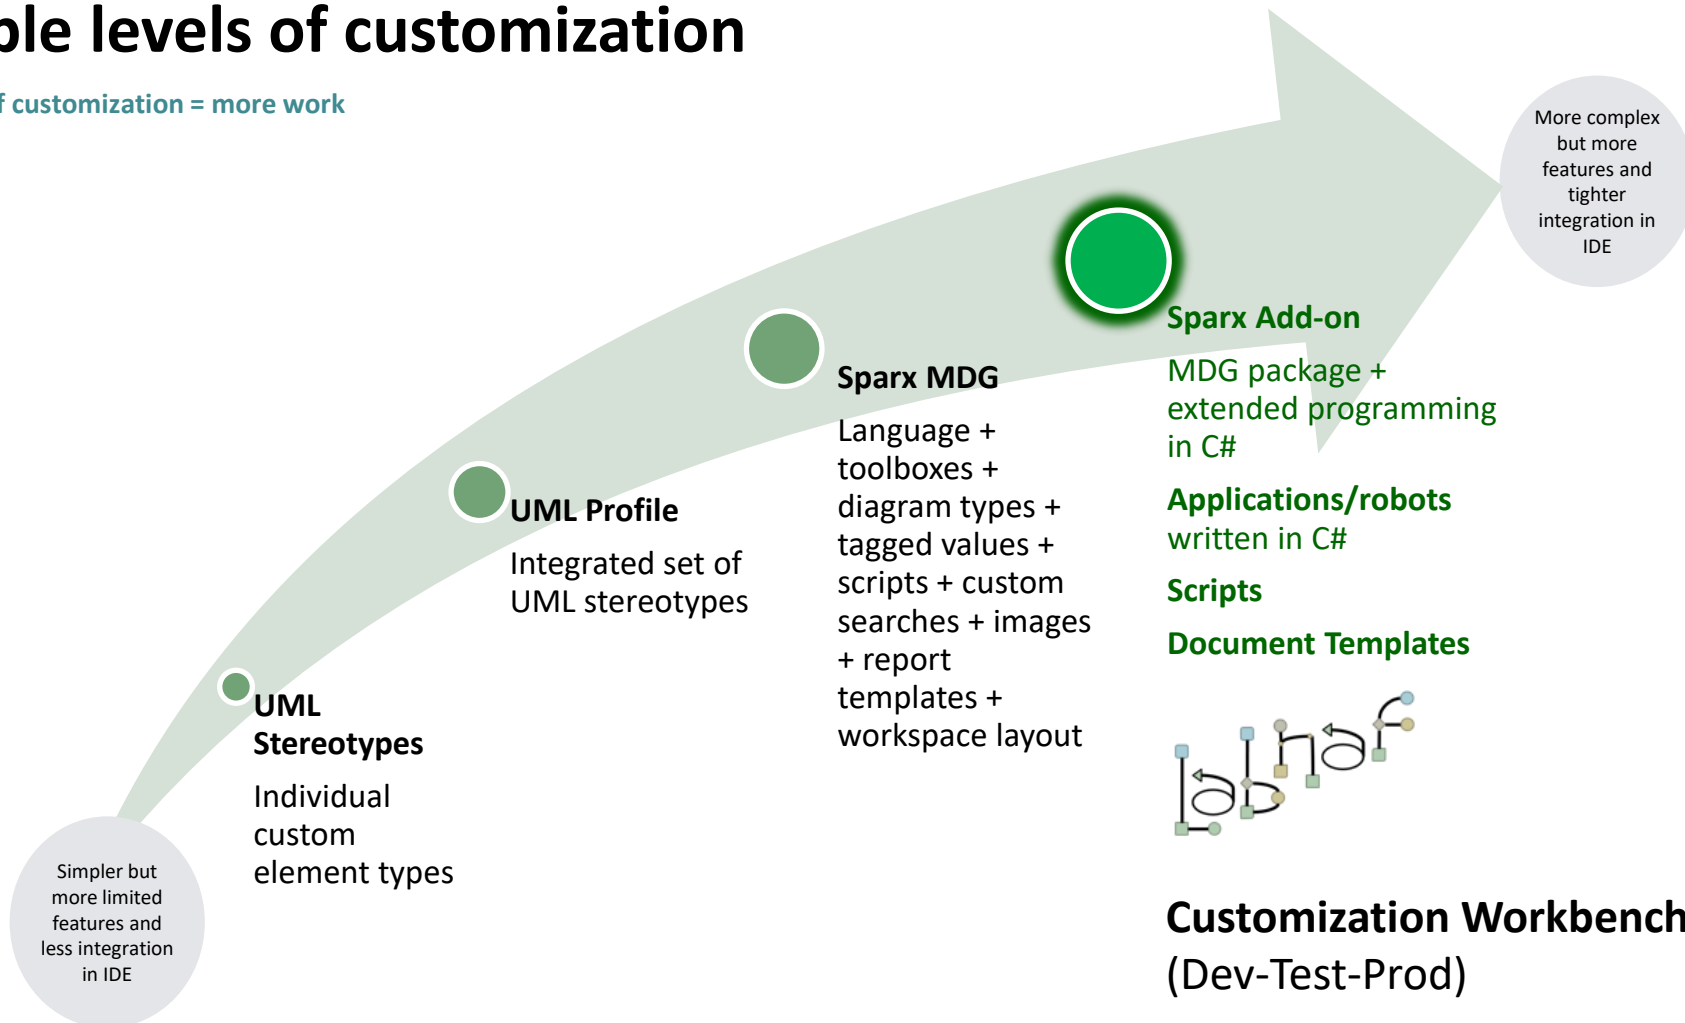 ple levels of customization
f customization = more work
More complex
but more
features and
tighter
integration in
IDE
Sparx Add-on
MDG package +
extended programming
in C#
Applications/robots
written in C#
Scripts
Document Templates
Sparx MDG
Language +
toolboxes +
diagram types +
tagged values +
scripts + custom
searches + images
+ report
templates +
workspace layout
UML Profile
Integrated set of
UML stereotypes
UML
Stereotypes
Individual
custom
element types
Simpler but
more limited
features and
less integration
in IDE
Labnaf
Customization Workbench
(Dev-Test-Prod)